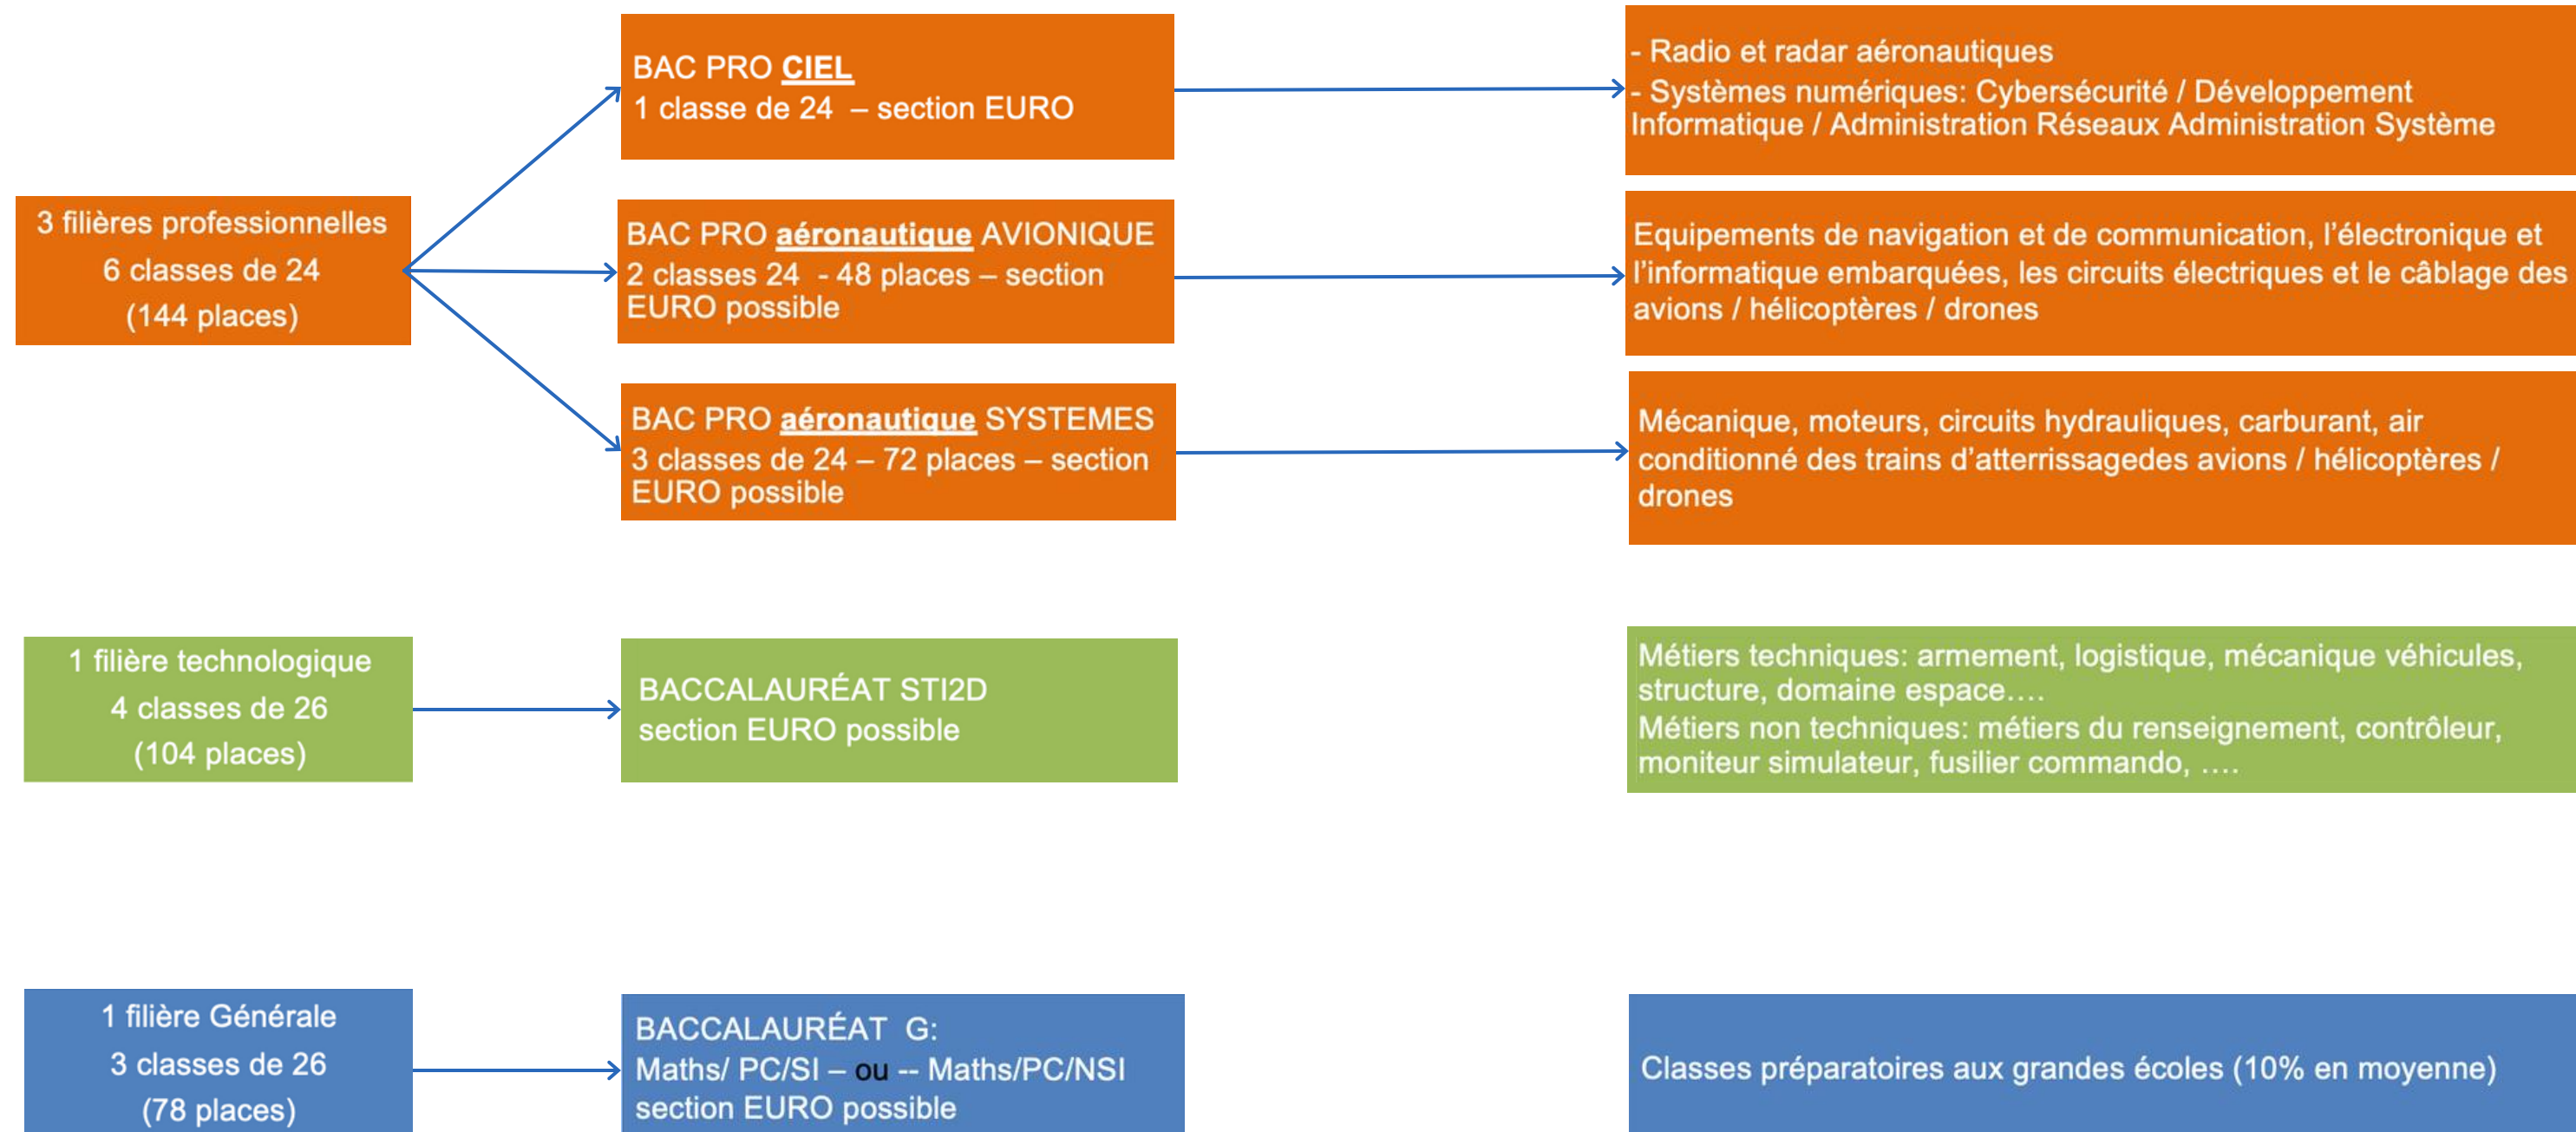 3 filières professionnelles
6 classes de 24
(144 places)
BAC PRO CIEL
1 classe de 24 – section EURO
- Radio et radar aéronautiques
- Systèmes numériques: Cybersécurité / Développement
Informatique / Administration Réseaux Administration Système
BAC PRO aéronautique AVIONIQUE
2 classes 24 - 48 places – section
EURO possible
Equipements de navigation et de communication, l’électronique et
l’informatique embarquées, les circuits électriques et le câblage des
avions / hélicoptères / drones
BAC PRO aéronautique SYSTEMES
3 classes de 24 – 72 places – section
EURO possible
Mécanique, moteurs, circuits hydrauliques, carburant, air
conditionné des trains d’atterrissagedes avions / hélicoptères /
drones
1 filière technologique
4 classes de 26
(104 places)
BACCALAURÉAT STI2D
section EURO possible
Métiers techniques: armement, logistique, mécanique véhicules,
structure, domaine espace….
Métiers non techniques: métiers du renseignement, contrôleur,
moniteur simulateur, fusilier commando, ….
1 filière Générale
3 classes de 26
(78 places)
BACCALAURÉAT G:
Maths/ PC/SI – ou -- Maths/PC/NSI
section EURO possible
Classes préparatoires aux grandes écoles (10% en moyenne)